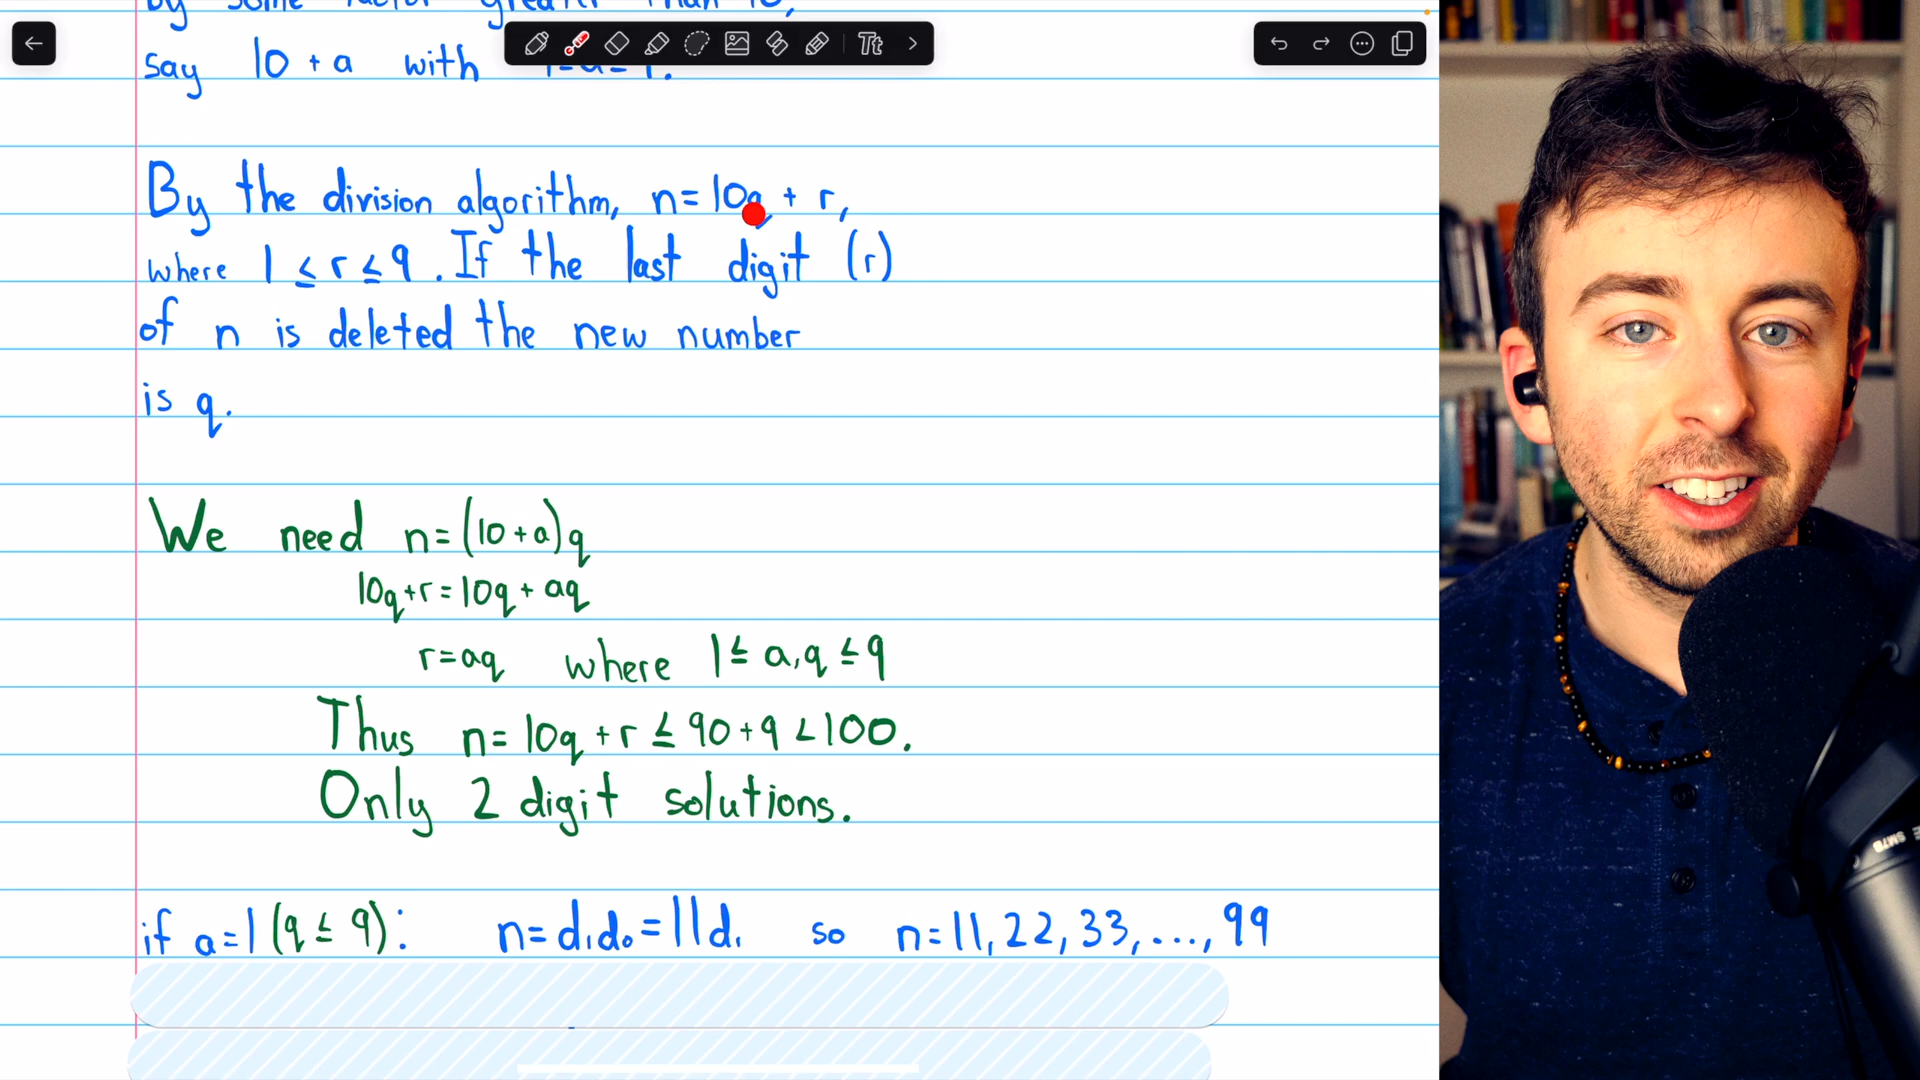 say 10 + a with
Tt
By the division algorithm, n=10q + r,
where 1 ≤ r ≤ 9. If the last digit (r)
of n is deleted the new number
is q.
We need n=(10+a)q
10q+r=10q+aq
r=aq where 1≤ a,q ≤9
Thus n= 10q +r ≤ 90+9 <100.
Only 2 digit solutions.
if a=1 (q ≤ 9): n= d₁d₀=11d₁ so n=11,22,33,...,99
SM7B